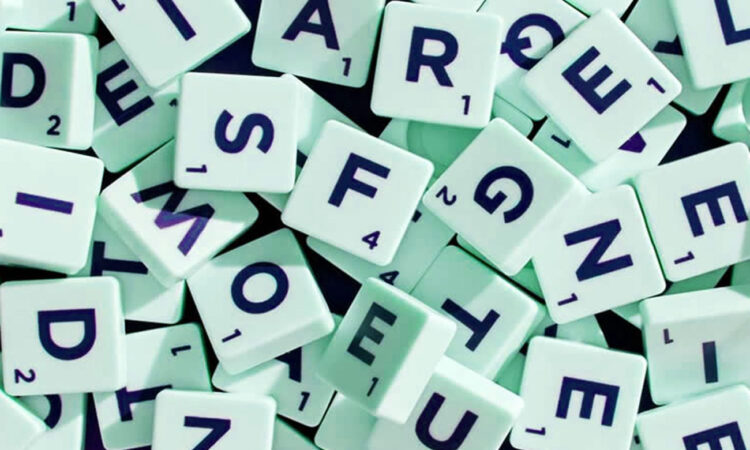 I
A 1
R 1
Q
E 1
L
D 2
E
S 1
F 4
G 2
E 1
I
M
T
O 1
N 1
D 2
E 1
T
I
T 1
A 1
E 1
N
U
E